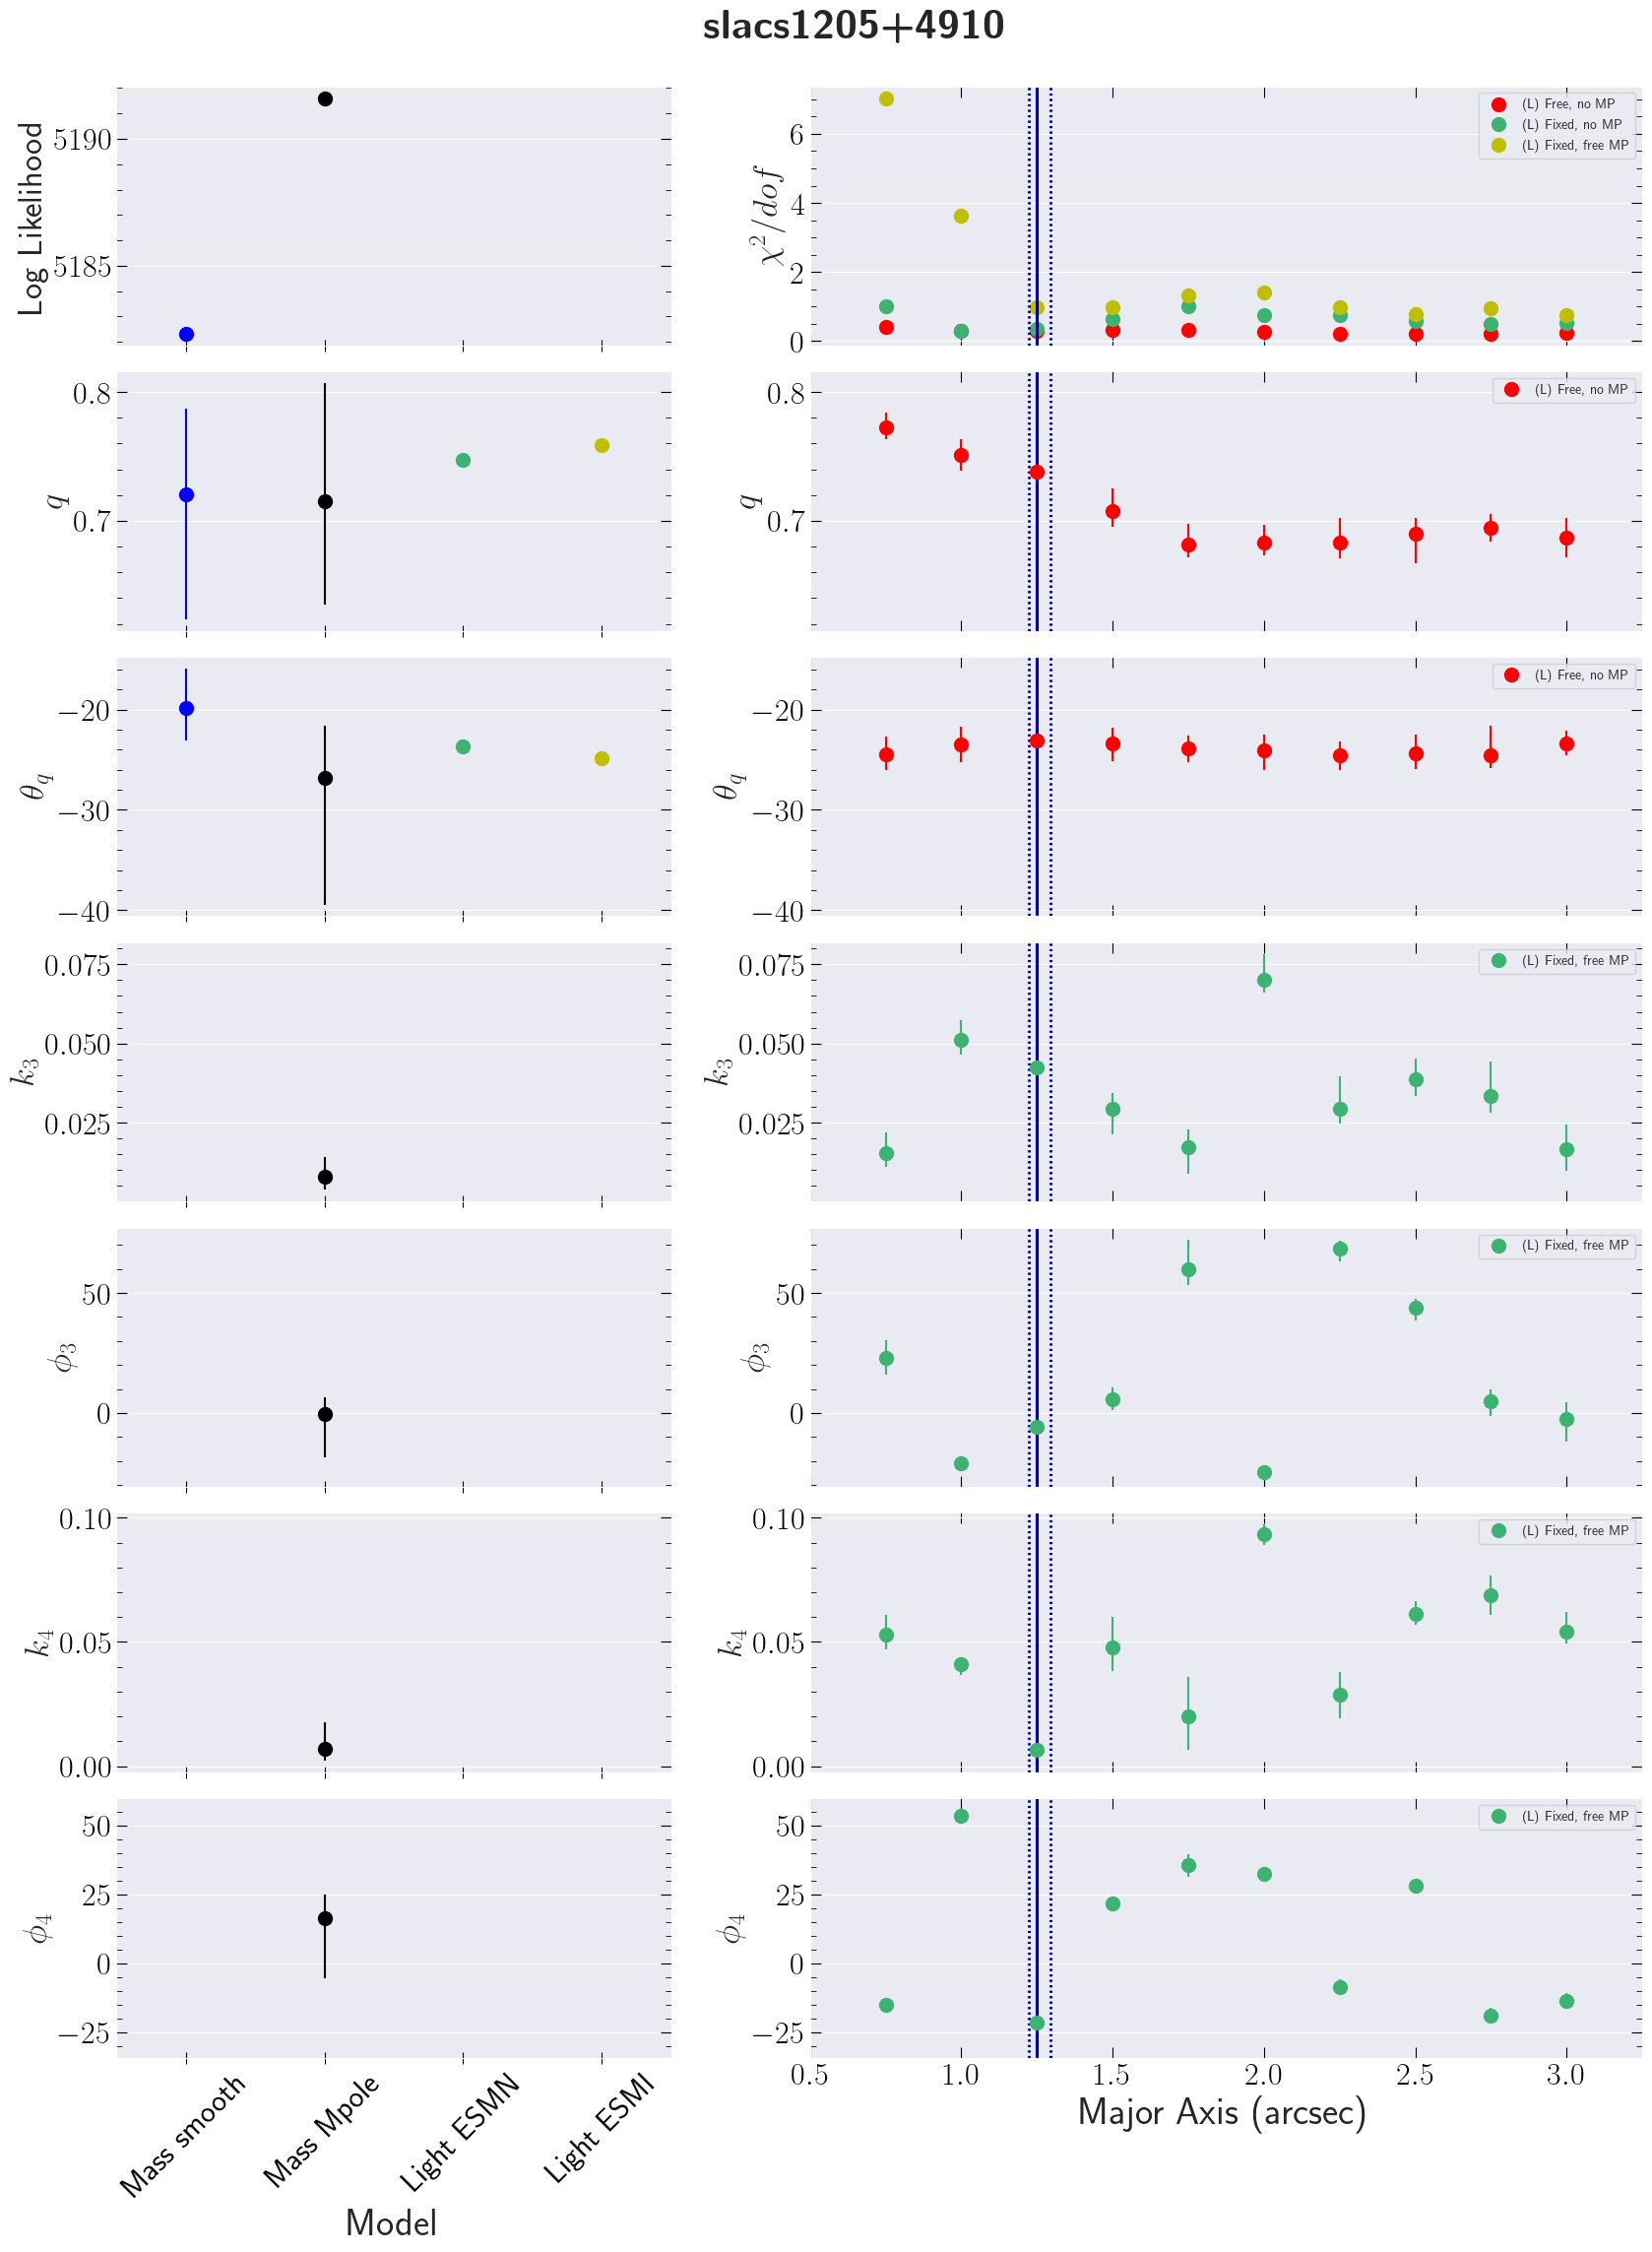 slacs1205+4910
5190
5185
Log Likelihood
6
4
2
0
χ²/dof
(L) Free, no MP
(L) Fixed, no MP
(L) Fixed, free MP
0.8
0.7
q
0.8
0.7
q
(L) Free, no MP
−20
−30
−40
θ_q
−20
−30
−40
θ_q
(L) Free, no MP
0.075
0.050
0.025
k₃
0.075
0.050
0.025
k₃
(L) Fixed, free MP
50
0
ϕ₃
50
0
ϕ₃
(L) Fixed, free MP
0.10
0.05
0.00
k₄
0.10
0.05
0.00
k₄
(L) Fixed, free MP
50
25
0
−25
ϕ₄
Mass smooth
Mass Mpole
Light ESMN
Light ESMI
Model
50
25
0
−25
ϕ₄
(L) Fixed, free MP
0.5 1.0 1.5 2.0 2.5 3.0
Major Axis (arcsec)